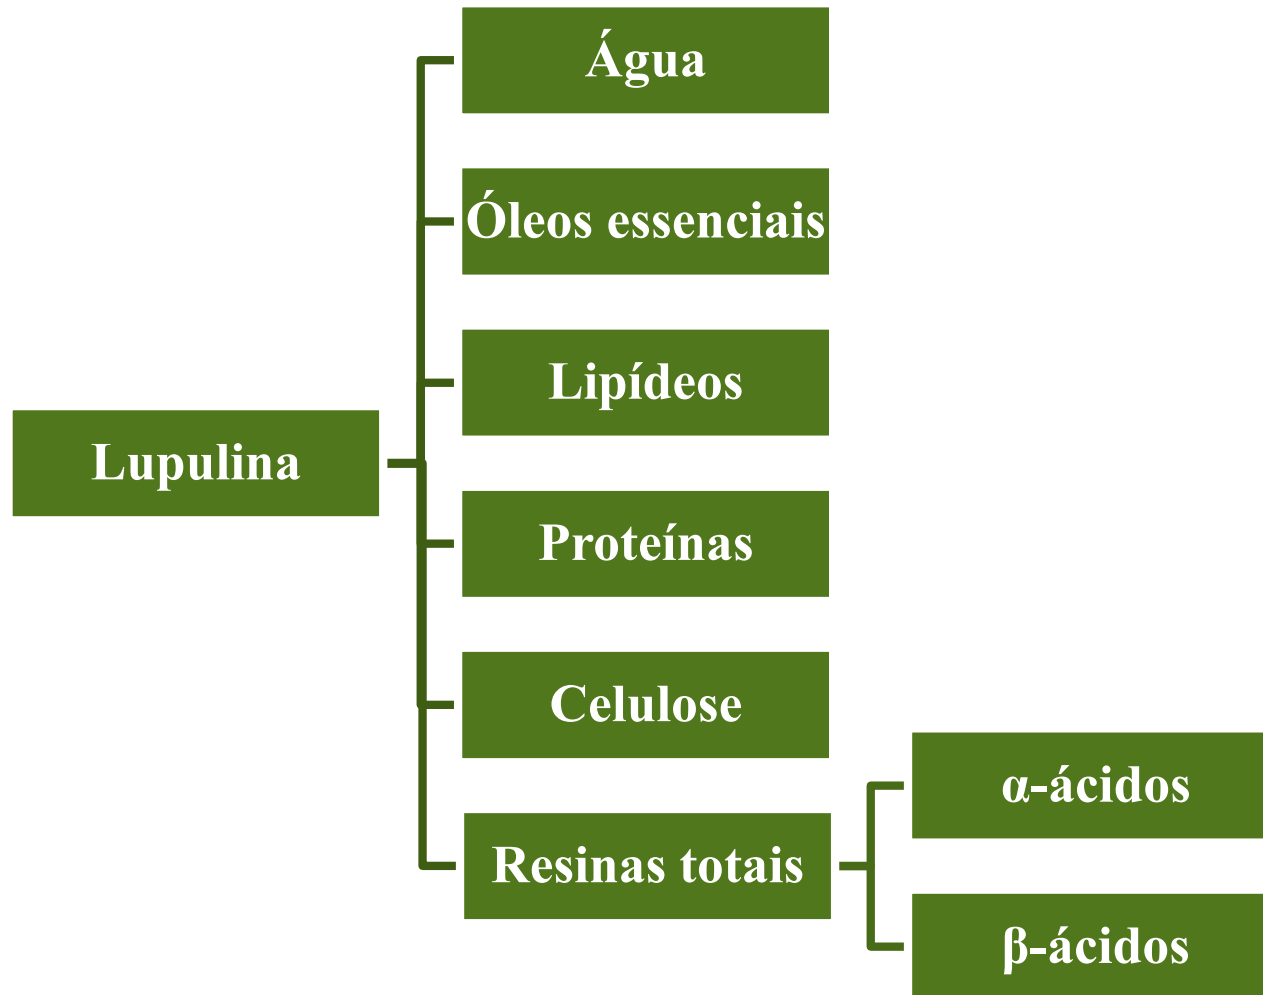 Água
Óleos essenciais
Lipídeos
Lupulina
Proteínas
Celulose
α-ácidos
Resinas totais
β-ácidos